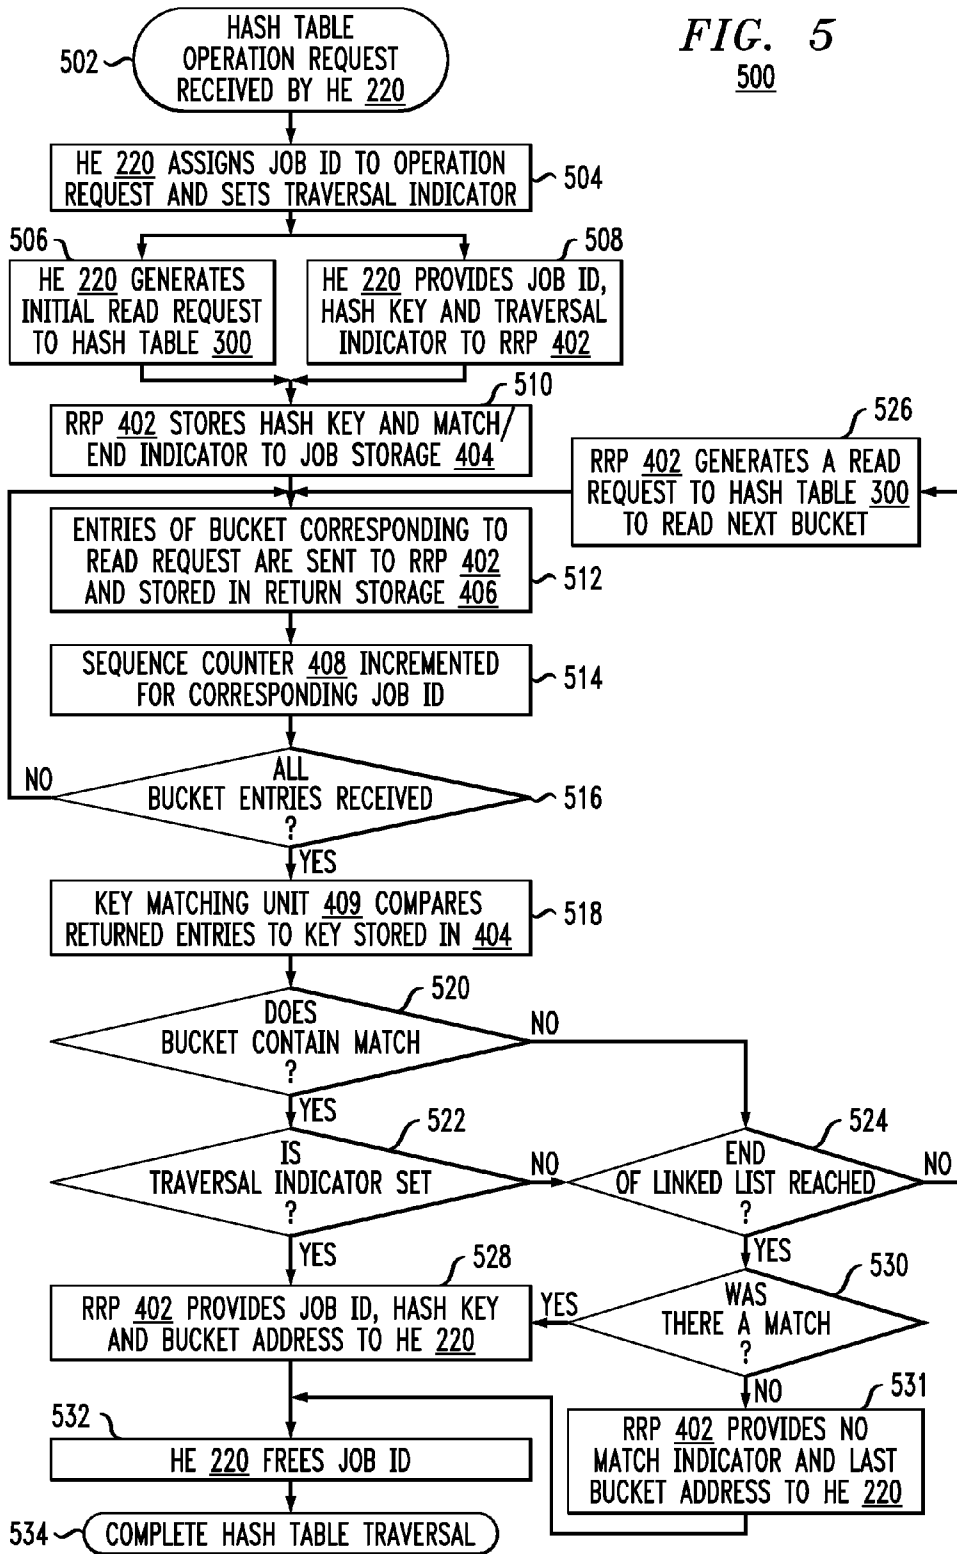 FIG. 5
500
HASH TABLE
OPERATION REQUEST
RECEIVED BY HE 220
502
HE 220 ASSIGNS JOB ID TO OPERATION
REQUEST AND SETS TRAVERSAL INDICATOR
504
506
HE 220 GENERATES
INITIAL READ REQUEST
TO HASH TABLE 300
508
HE 220 PROVIDES JOB ID,
HASH KEY AND TRAVERSAL
INDICATOR TO RRP 402
510
RRP 402 STORES HASH KEY AND MATCH/
END INDICATOR TO JOB STORAGE 404
526
RRP 402 GENERATES A READ
REQUEST TO HASH TABLE 300
TO READ NEXT BUCKET
ENTRIES OF BUCKET CORRESPONDING TO
READ REQUEST ARE SENT TO RRP 402
AND STORED IN RETURN STORAGE 406
512
SEQUENCE COUNTER 408 INCREMENTED
FOR CORRESPONDING JOB ID
514
ALL
BUCKET ENTRIES RECEIVED
?
516
NO
YES
KEY MATCHING UNIT 409 COMPARES
RETURNED ENTRIES TO KEY STORED IN 404
518
520
DOES
BUCKET CONTAIN MATCH
?
NO
YES
522
IS
TRAVERSAL INDICATOR SET
?
NO
YES
524
END
OF LINKED LIST REACHED
?
NO
YES
528
RRP 402 PROVIDES JOB ID, HASH KEY
AND BUCKET ADDRESS TO HE 220
530
WAS
THERE A MATCH
?
YES
NO
531
RRP 402 PROVIDES NO
MATCH INDICATOR AND LAST
BUCKET ADDRESS TO HE 220
532
HE 220 FREES JOB ID
534
COMPLETE HASH TABLE TRAVERSAL